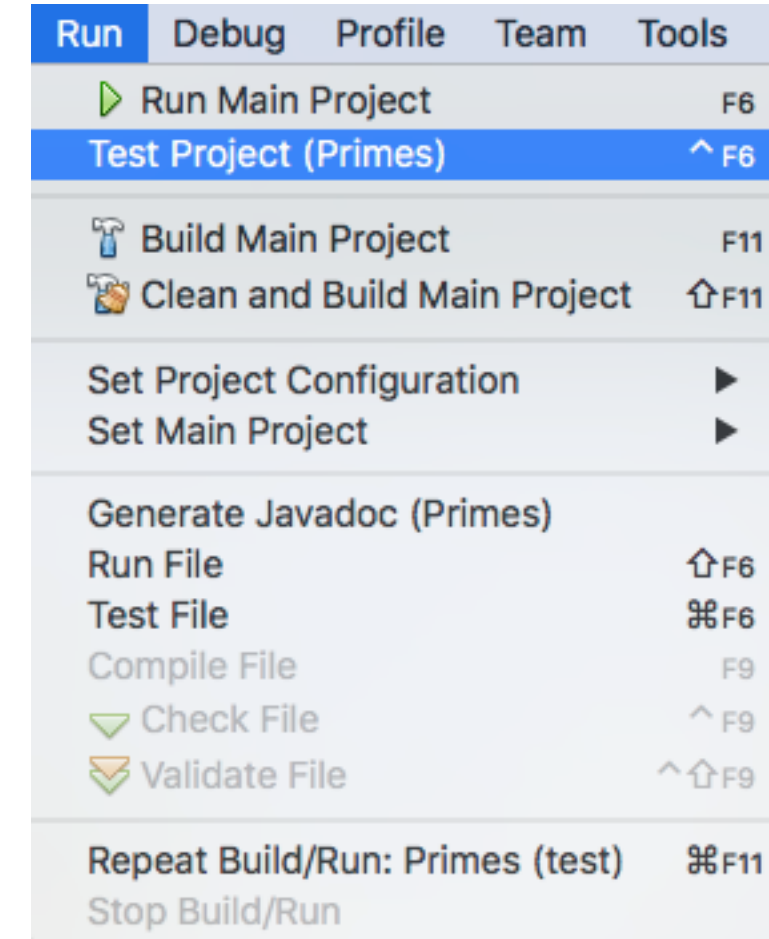 Run Debug Profile Team Tools
Run Main Project F6
Test Project (Primes) ^F6
Build Main Project F11
Clean and Build Main Project ⇧F11
Set Project Configuration ▶
Set Main Project ▶
Generate Javadoc (Primes)
Run File ⇧F6
Test File ⌘F6
Compile File F9
Check File ^F9
Validate File ^⇧F9
Repeat Build/Run: Primes (test) ⌘F11
Stop Build/Run